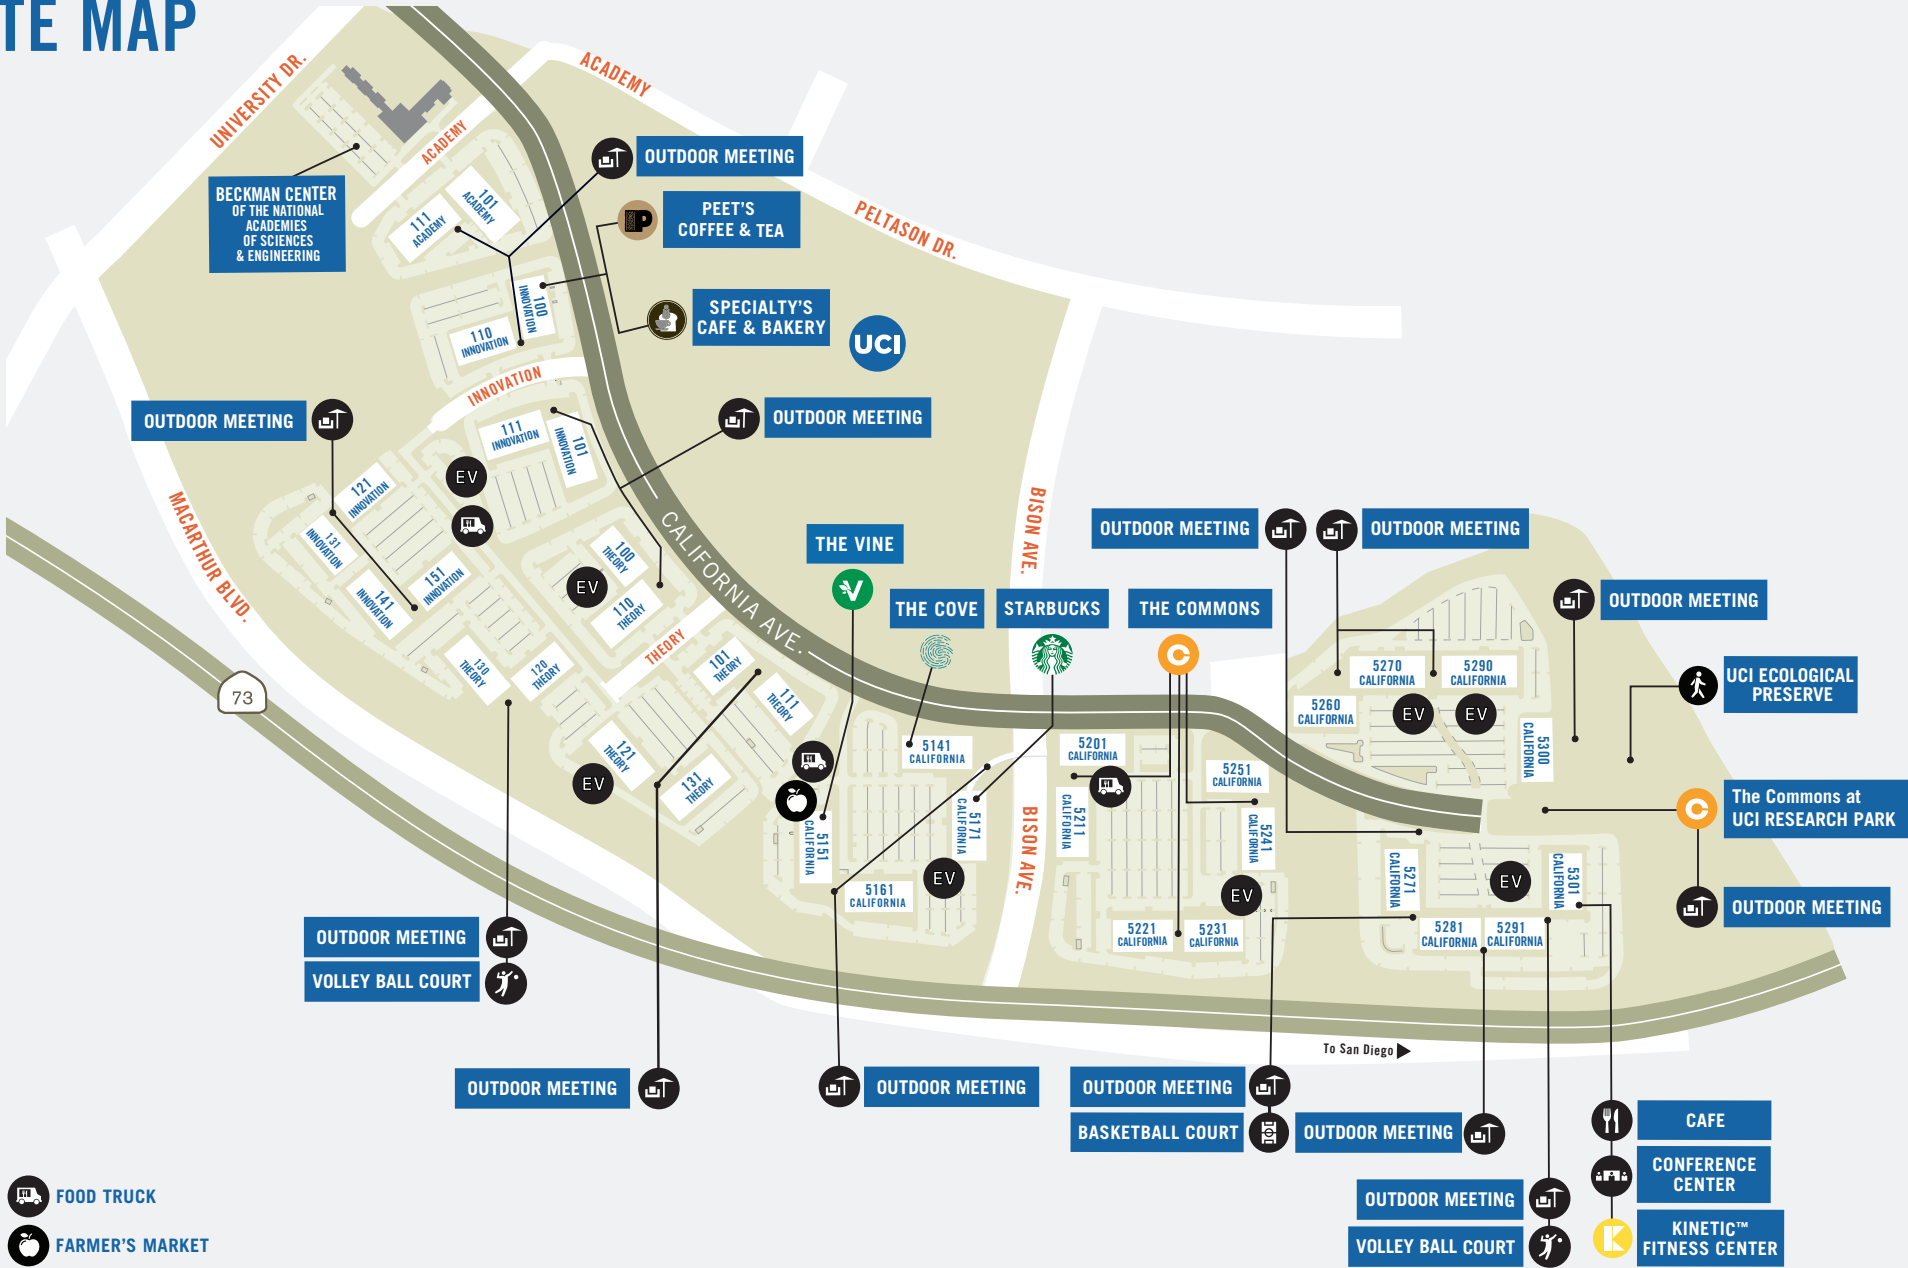 TE MAP
UNIVERSITY DR.
ACADEMY
ACADEMY
PELTASON DR.
BECKMAN CENTER
OF THE NATIONAL
ACADEMIES
OF SCIENCES
& ENGINEERING
101
ACADEMY
111
ACADEMY
OUTDOOR MEETING
P
PEET'S
COFFEE & TEA
SPECIALTY'S
CAFE & BAKERY
UCI
100
INNOVATION
110
INNOVATION
INNOVATION
OUTDOOR MEETING
OUTDOOR MEETING
111
INNOVATION
101
INNOVATION
EV
121
INNOVATION
131
INNOVATION
141
INNOVATION
151
INNOVATION
MACARTHUR BLVD.
CALIFORNIA AVE.
BISON AVE.
100
THEORY
110
THEORY
EV
THEORY
130
THEORY
120
THEORY
101
THEORY
111
THEORY
121
THEORY
131
THEORY
EV
73
THE VINE
V
THE COVE
STARBUCKS
THE COMMONS
C
OUTDOOR MEETING
OUTDOOR MEETING
OUTDOOR MEETING
UCI ECOLOGICAL
PRESERVE
5270
CALIFORNIA
5290
CALIFORNIA
5260
CALIFORNIA
EV
EV
5300
CALIFORNIA
5141
CALIFORNIA
5201
CALIFORNIA
5251
CALIFORNIA
5211
CALIFORNIA
5241
CALIFORNIA
5171
CALIFORNIA
5151
CALIFORNIA
5161
CALIFORNIA
EV
BISON AVE.
EV
5221
CALIFORNIA
5231
CALIFORNIA
C
The Commons at
UCI RESEARCH PARK
OUTDOOR MEETING
5271
CALIFORNIA
EV
5301
CALIFORNIA
5281
CALIFORNIA
5291
CALIFORNIA
OUTDOOR MEETING
VOLLEY BALL COURT
To San Diego
OUTDOOR MEETING
OUTDOOR MEETING
OUTDOOR MEETING
BASKETBALL COURT
OUTDOOR MEETING
CAFE
CONFERENCE
CENTER
K
KINETIC™
FITNESS CENTER
OUTDOOR MEETING
VOLLEY BALL COURT
FOOD TRUCK
FARMER'S MARKET